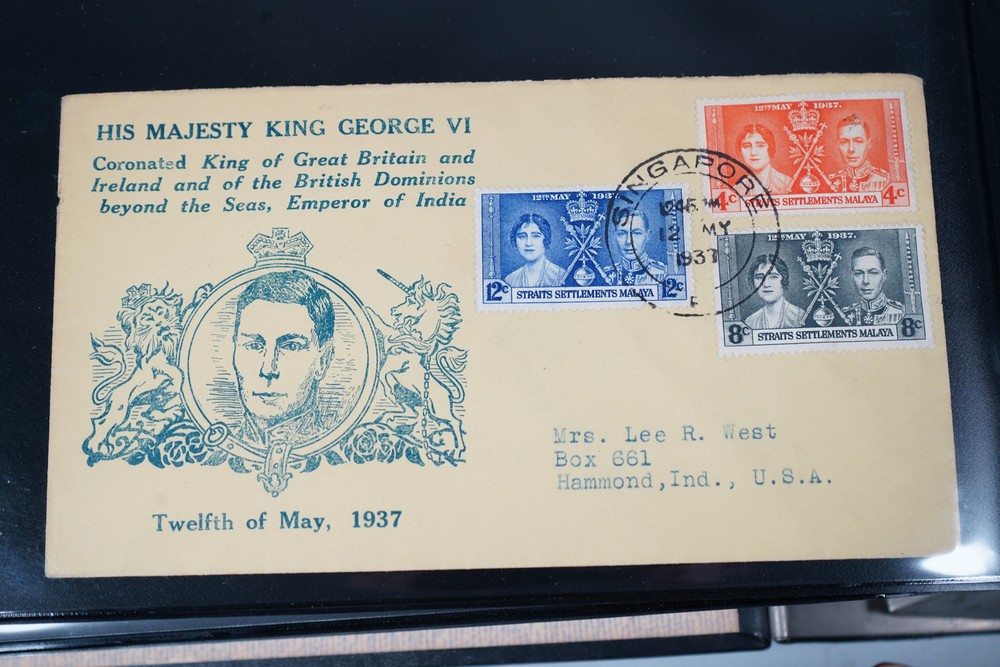 HIS MAJESTY KING GEORGE VI
Coronated King of Great Britain and
Ireland and of the British Dominions
beyond the Seas, Emperor of India
Twelfth of May, 1937
12TH MAY 1937.
4c 4c
STRAITS SETTLEMENTS MALAYA
12TH MAY 1937.
12c 12c
STRAITS SETTLEMENTS MALAYA
12TH MAY 1937.
8c 8c
STRAITS SETTLEMENTS MALAYA
SINGAPORE
12 MY
1937
Mrs. Lee R. West
Box 661
Hammond,Ind., U.S.A.